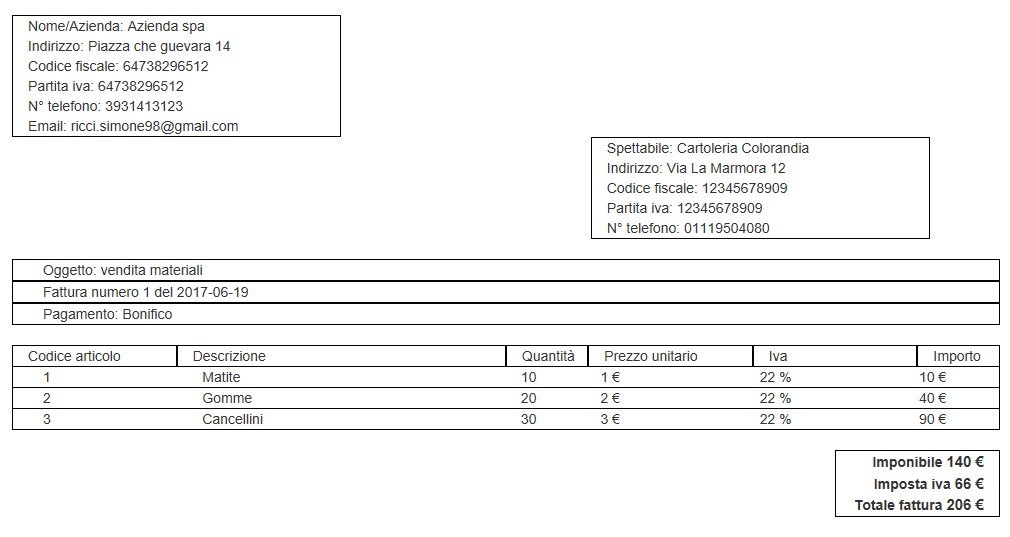 Nome/Azienda: Azienda spa
Indirizzo: Piazza che guevara 14
Codice fiscale: 64738296512
Partita iva: 64738296512
N° telefono: 3931413123
Email: ricci.simone98@gmail.com
Spettabile: Cartoleria Colorandia
Indirizzo: Via La Marmora 12
Codice fiscale: 12345678909
Partita iva: 12345678909
N° telefono: 01119504080
Oggetto: vendita materiali
Fattura numero 1 del 2017-06-19
Pagamento: Bonifico
Codice articolo Descrizione Quantità Prezzo unitario Iva Importo
1 Matite 10 1 € 22 % 10 €
2 Gomme 20 2 € 22 % 40 €
3 Cancellini 30 3 € 22 % 90 €
Imponibile 140 €
Imposta iva 66 €
Totale fattura 206 €